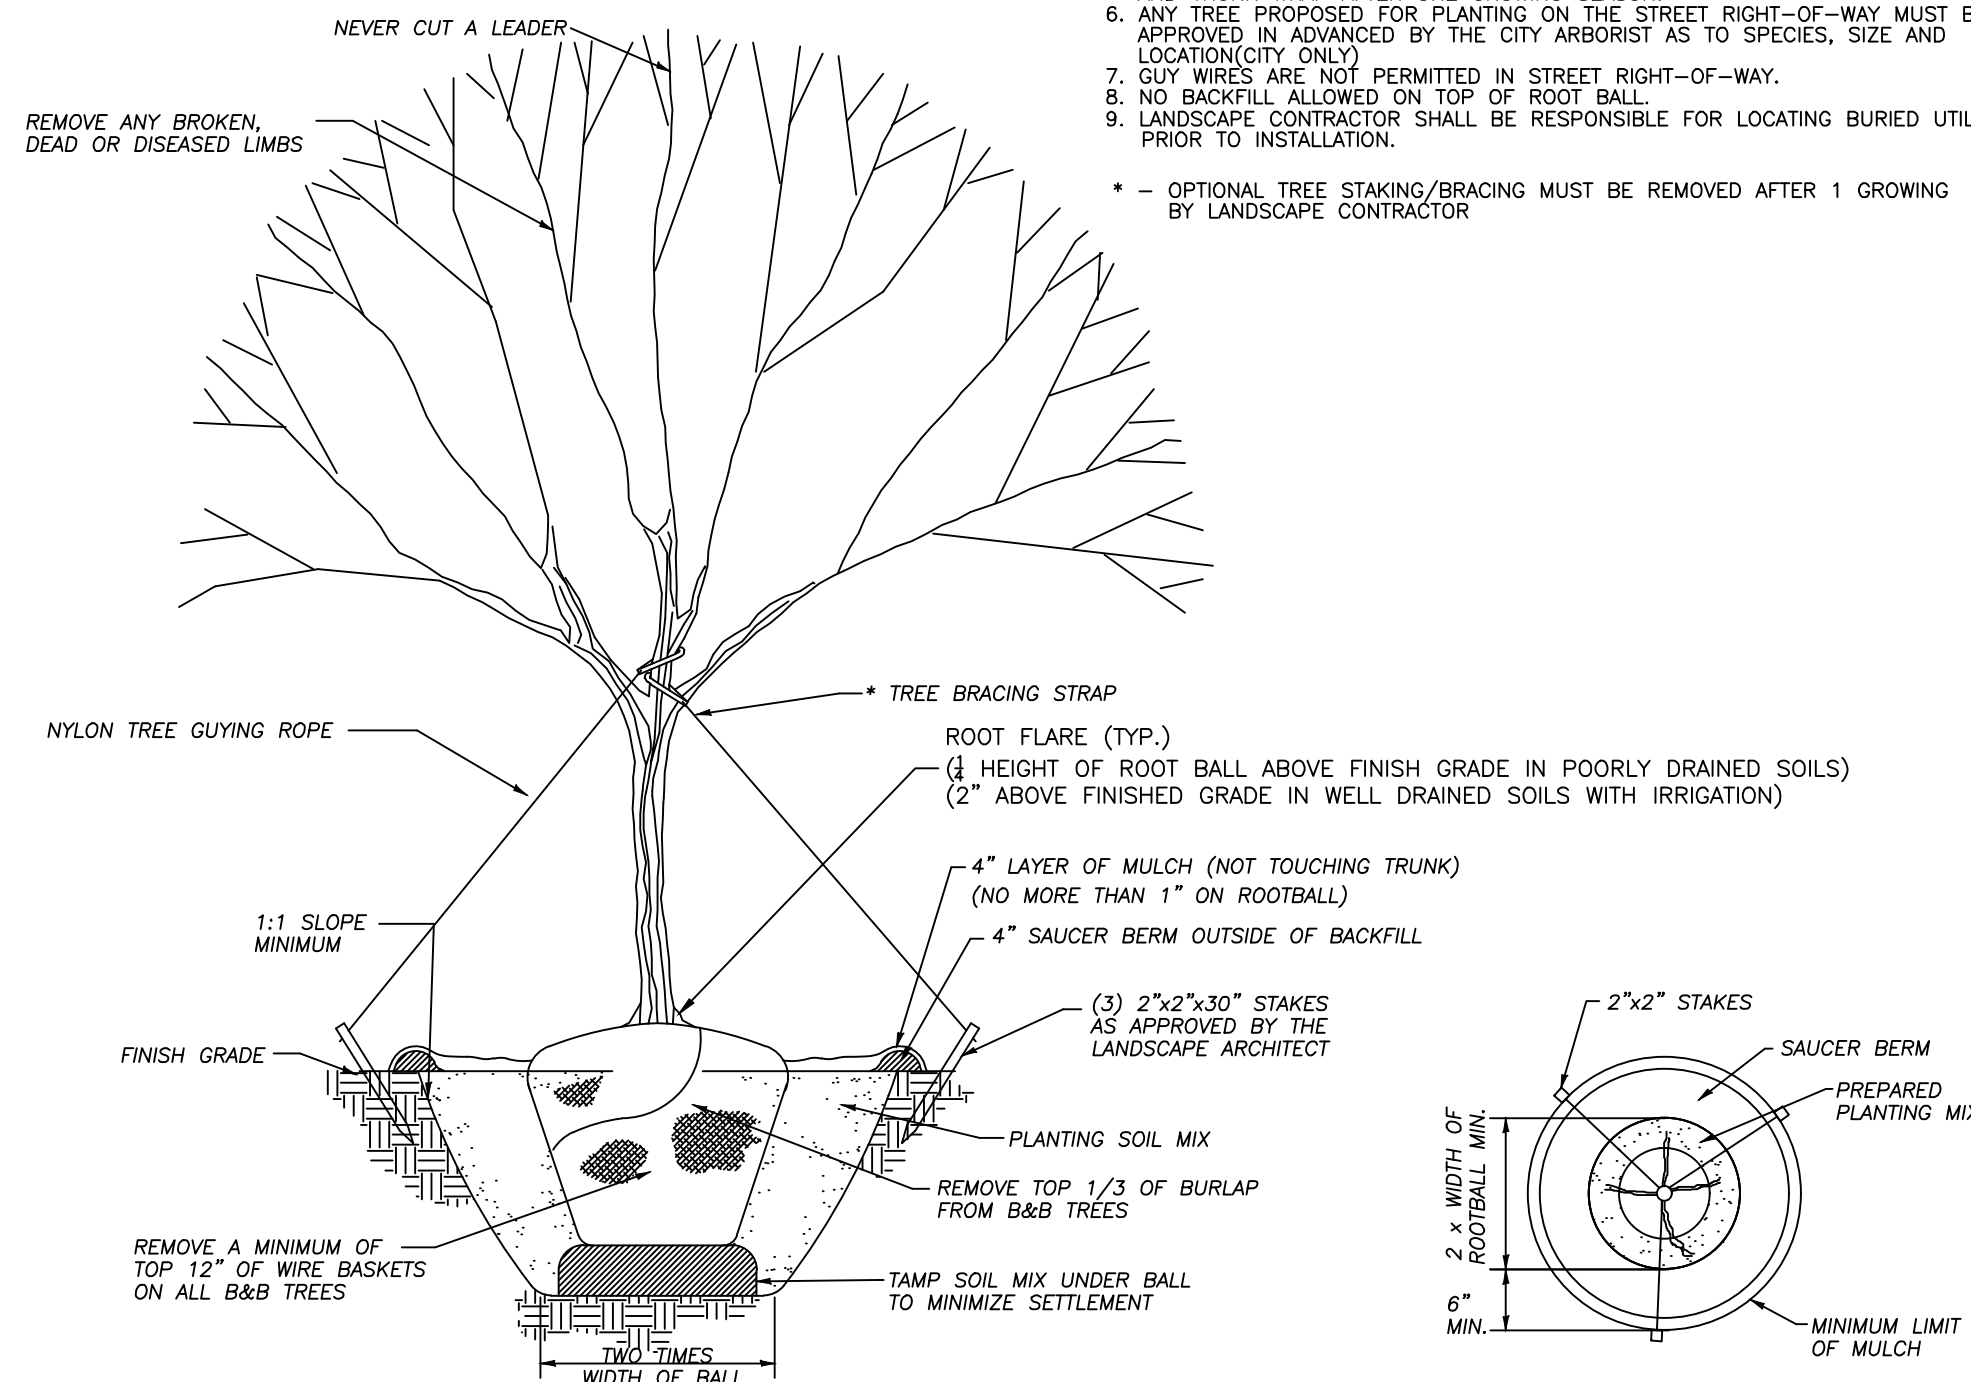 6. ANY TREE PROPOSED FOR PLANTING ON THE STREET RIGHT-OF-WAY MUST B
APPROVED IN ADVANCED BY THE CITY ARBORIST AS TO SPECIES, SIZE AND
LOCATION(CITY ONLY)
7. GUY WIRES ARE NOT PERMITTED IN STREET RIGHT-OF-WAY.
8. NO BACKFILL ALLOWED ON TOP OF ROOT BALL.
9. LANDSCAPE CONTRACTOR SHALL BE RESPONSIBLE FOR LOCATING BURIED UTIL
PRIOR TO INSTALLATION.
* - OPTIONAL TREE STAKING/BRACING MUST BE REMOVED AFTER 1 GROWING
BY LANDSCAPE CONTRACTOR
NEVER CUT A LEADER
REMOVE ANY BROKEN,
DEAD OR DISEASED LIMBS
* TREE BRACING STRAP
NYLON TREE GUYING ROPE
ROOT FLARE (TYP.)
(1/4 HEIGHT OF ROOT BALL ABOVE FINISH GRADE IN POORLY DRAINED SOILS)
(2" ABOVE FINISHED GRADE IN WELL DRAINED SOILS WITH IRRIGATION)
4" LAYER OF MULCH (NOT TOUCHING TRUNK)
(NO MORE THAN 1" ON ROOTBALL)
1:1 SLOPE
MINIMUM
4" SAUCER BERM OUTSIDE OF BACKFILL
(3) 2"x2"x30" STAKES
AS APPROVED BY THE
LANDSCAPE ARCHITECT
FINISH GRADE
PLANTING SOIL MIX
REMOVE TOP 1/3 OF BURLAP
FROM B&B TREES
REMOVE A MINIMUM OF
TOP 12" OF WIRE BASKETS
ON ALL B&B TREES
TAMP SOIL MIX UNDER BALL
TO MINIMIZE SETTLEMENT
TWO TIMES
WIDTH OF BALL
2"x2" STAKES
SAUCER BERM
PREPARED
PLANTING MIX
2 x WIDTH OF
ROOTBALL MIN.
6"
MIN.
MINIMUM LIMIT
OF MULCH